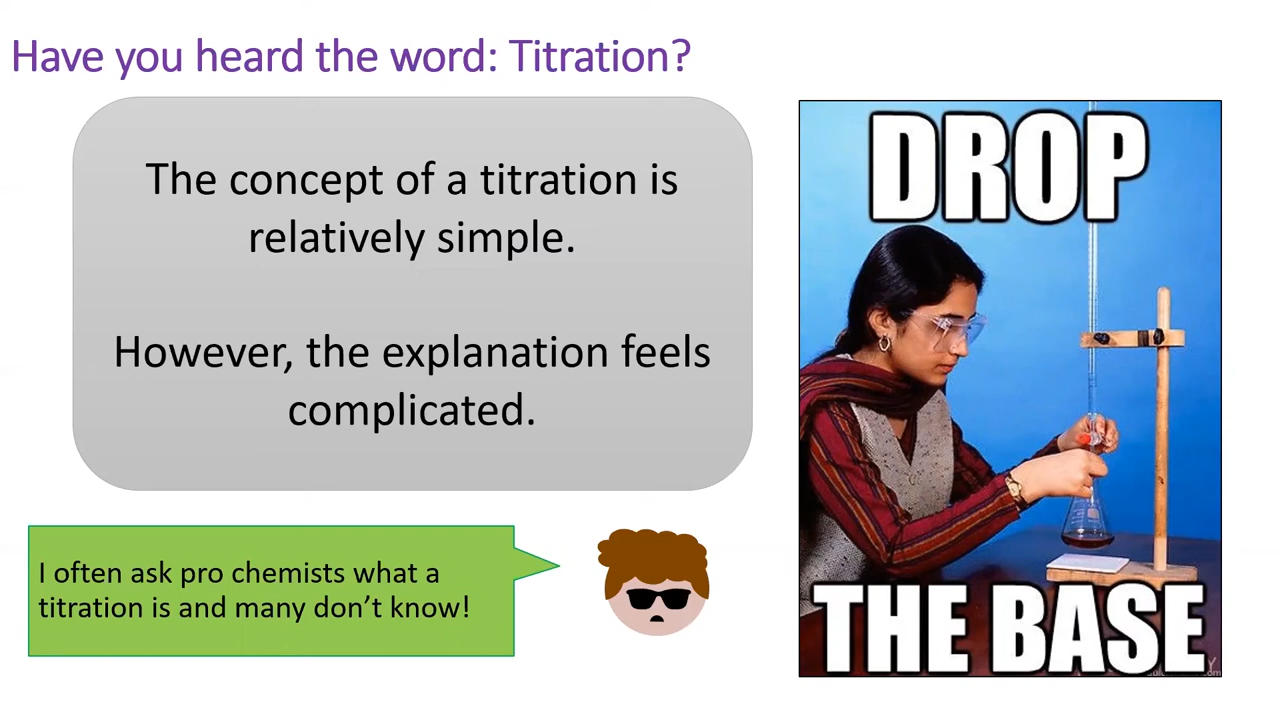 Have you heard the word: Titration?
The concept of a titration is
relatively simple.
However, the explanation feels
complicated.
I often ask pro chemists what a
titration is and many don’t know!
DROP
THE BASE